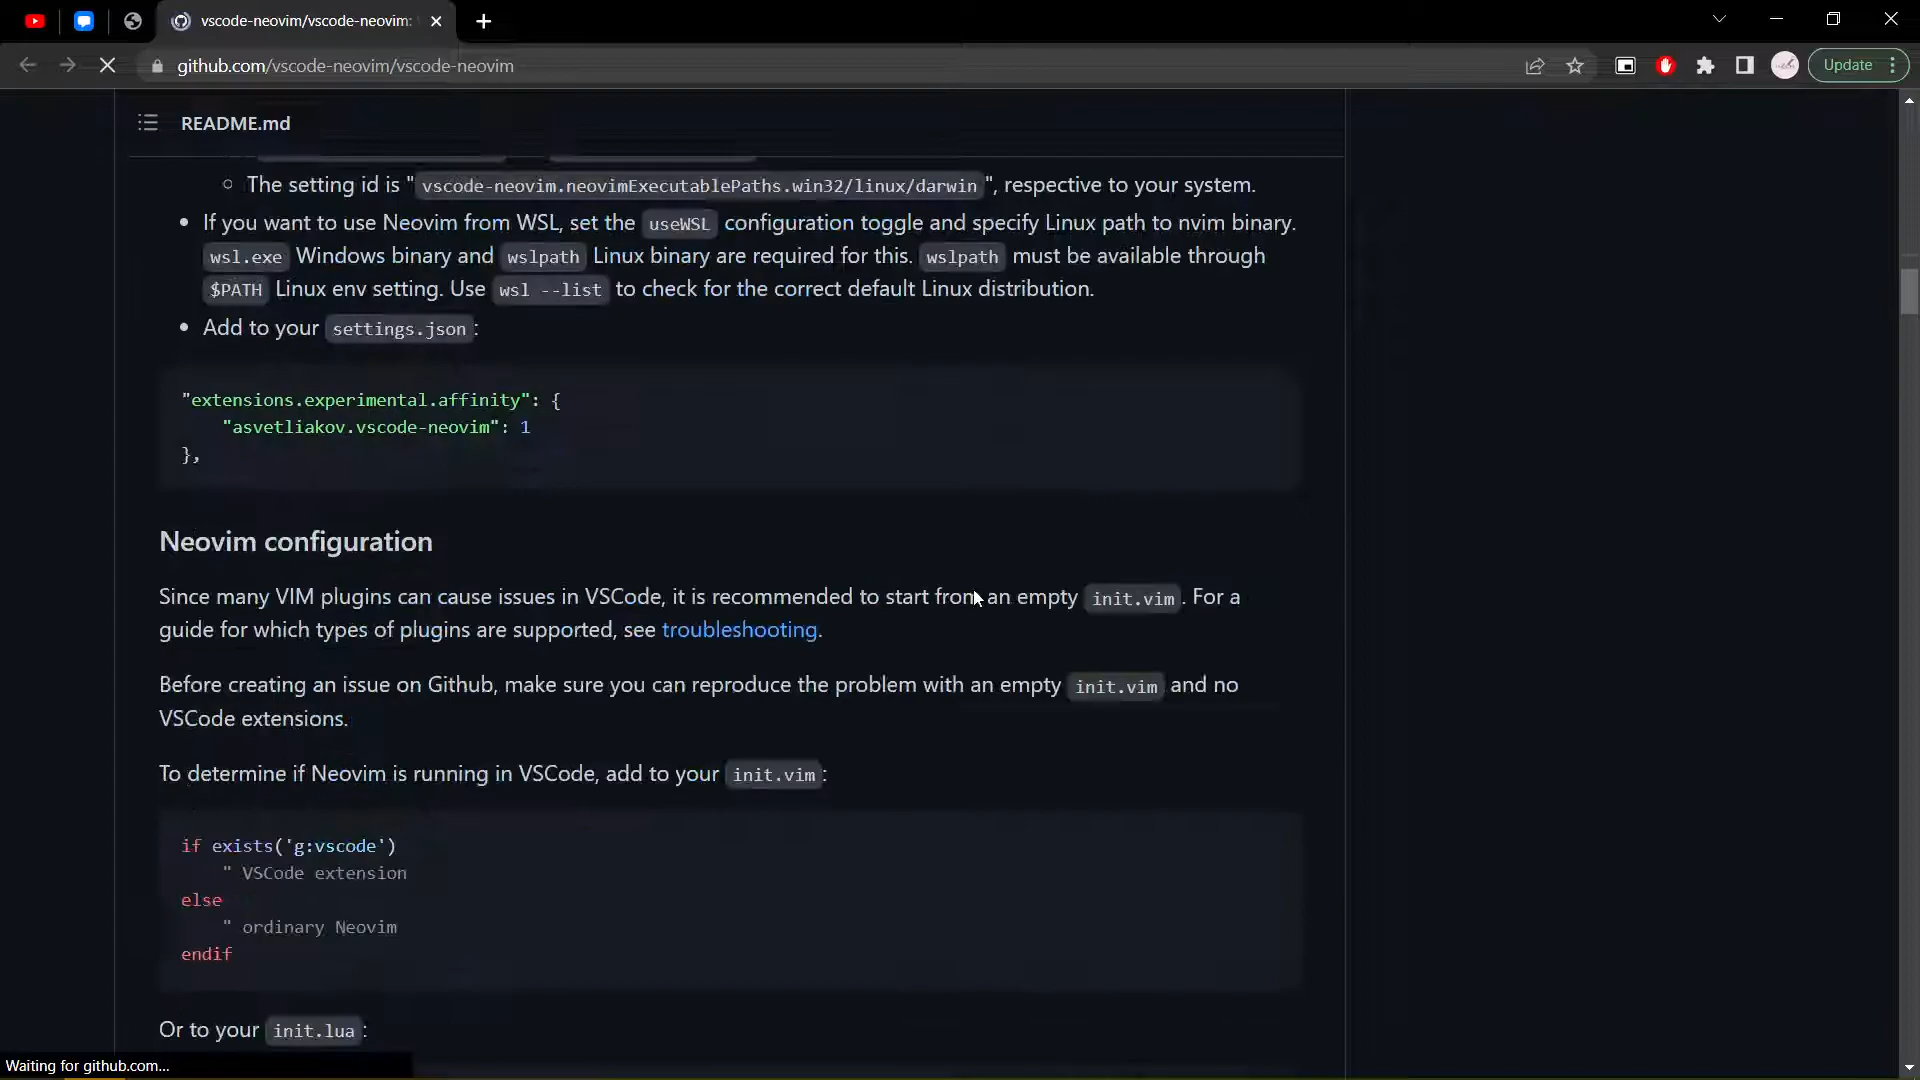 vscode-neovim/vscode-neovim:
github.com/vscode-neovim/vscode-neovim
Update
README.md
The setting id is "vscode-neovim.neovimExecutablePaths.win32/linux/darwin", respective to your system.
If you want to use Neovim from WSL, set the useWSL configuration toggle and specify Linux path to nvim binary.
wsl.exe Windows binary and wslpath Linux binary are required for this. wslpath must be available through
$PATH Linux env setting. Use wsl --list to check for the correct default Linux distribution.
Add to your settings.json:
"extensions.experimental.affinity": {
"asvetliakov.vscode-neovim": 1
},
Neovim configuration
Since many VIM plugins can cause issues in VSCode, it is recommended to start from an empty init.vim. For a
guide for which types of plugins are supported, see troubleshooting.
Before creating an issue on Github, make sure you can reproduce the problem with an empty init.vim and no
VSCode extensions.
To determine if Neovim is running in VSCode, add to your init.vim:
if exists('g:vscode')
" VSCode extension
else
" ordinary Neovim
endif
Or to your init.lua:
Waiting for github.com...